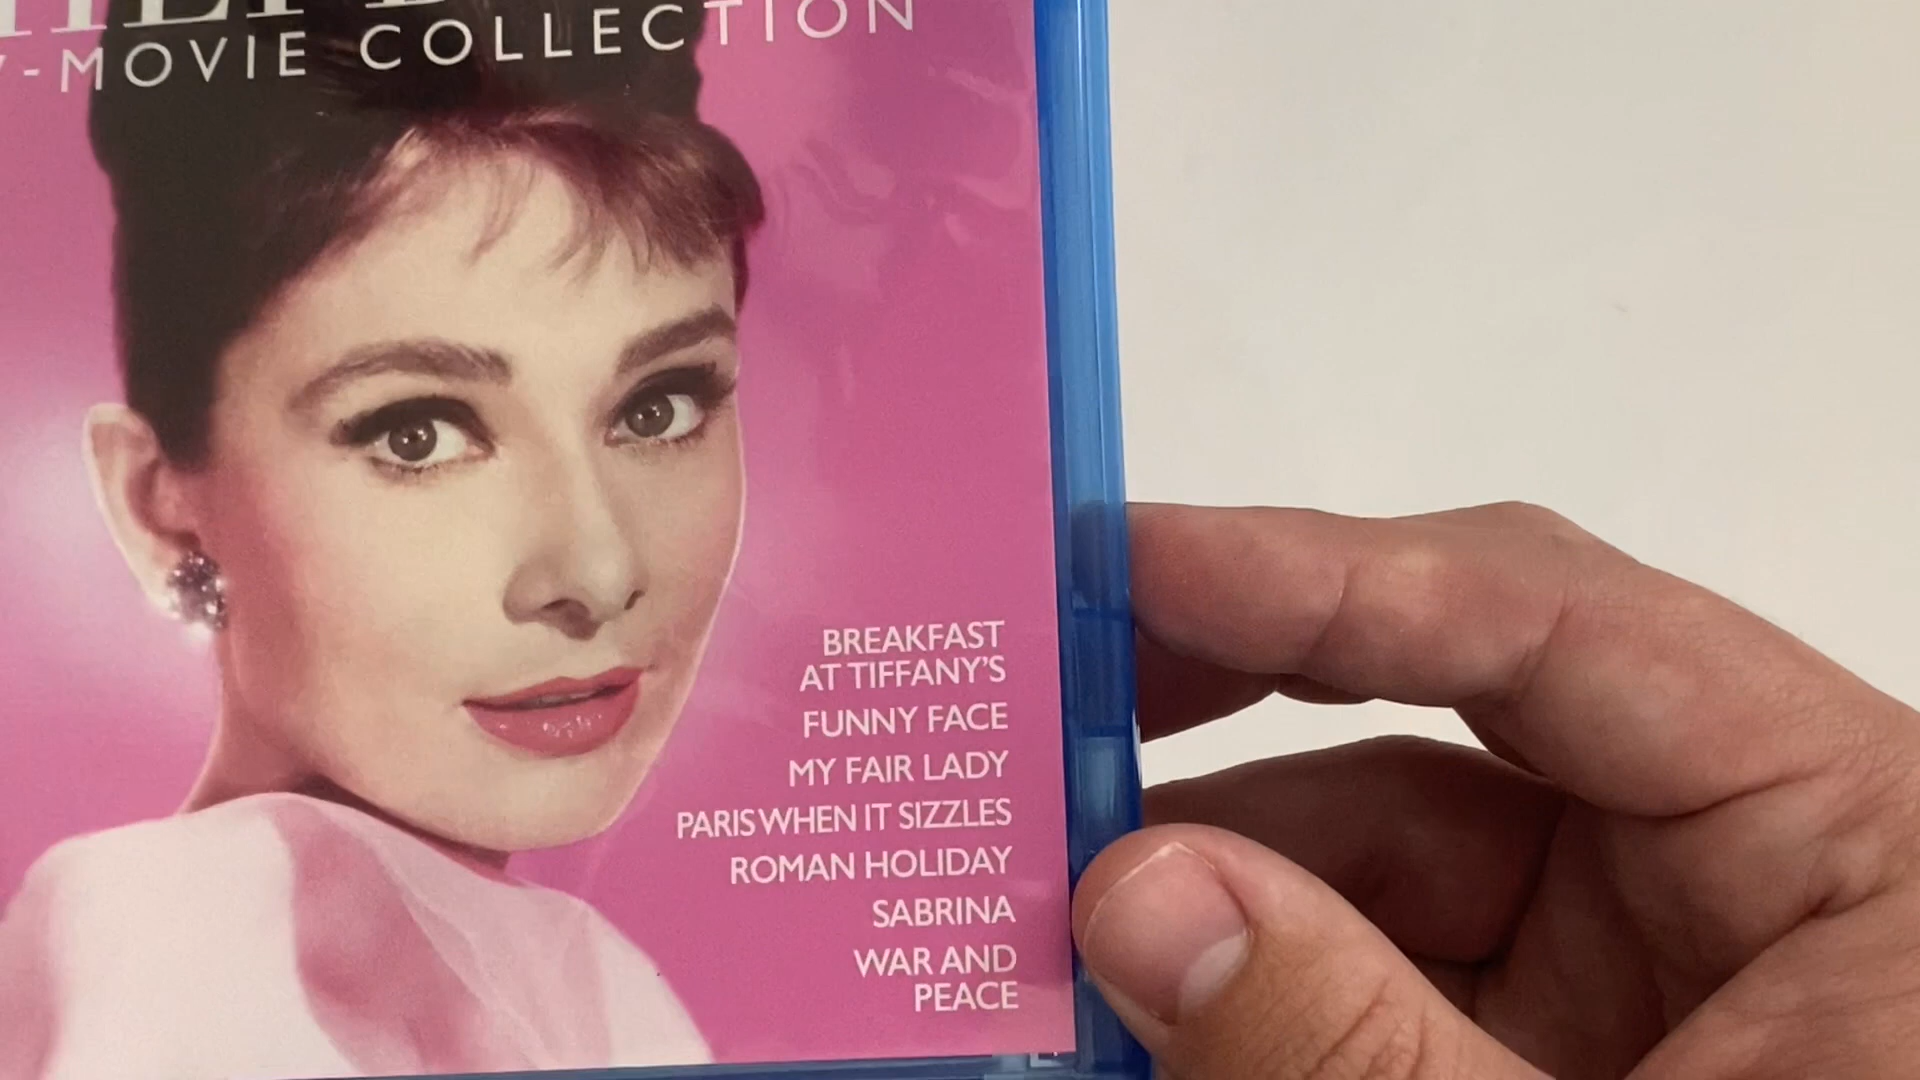 -MOVIE COLLECTION
BREAKFAST
AT TIFFANY'S
FUNNY FACE
MY FAIR LADY
PARIS WHEN IT SIZZLES
ROMAN HOLIDAY
SABRINA
WAR AND
PEACE